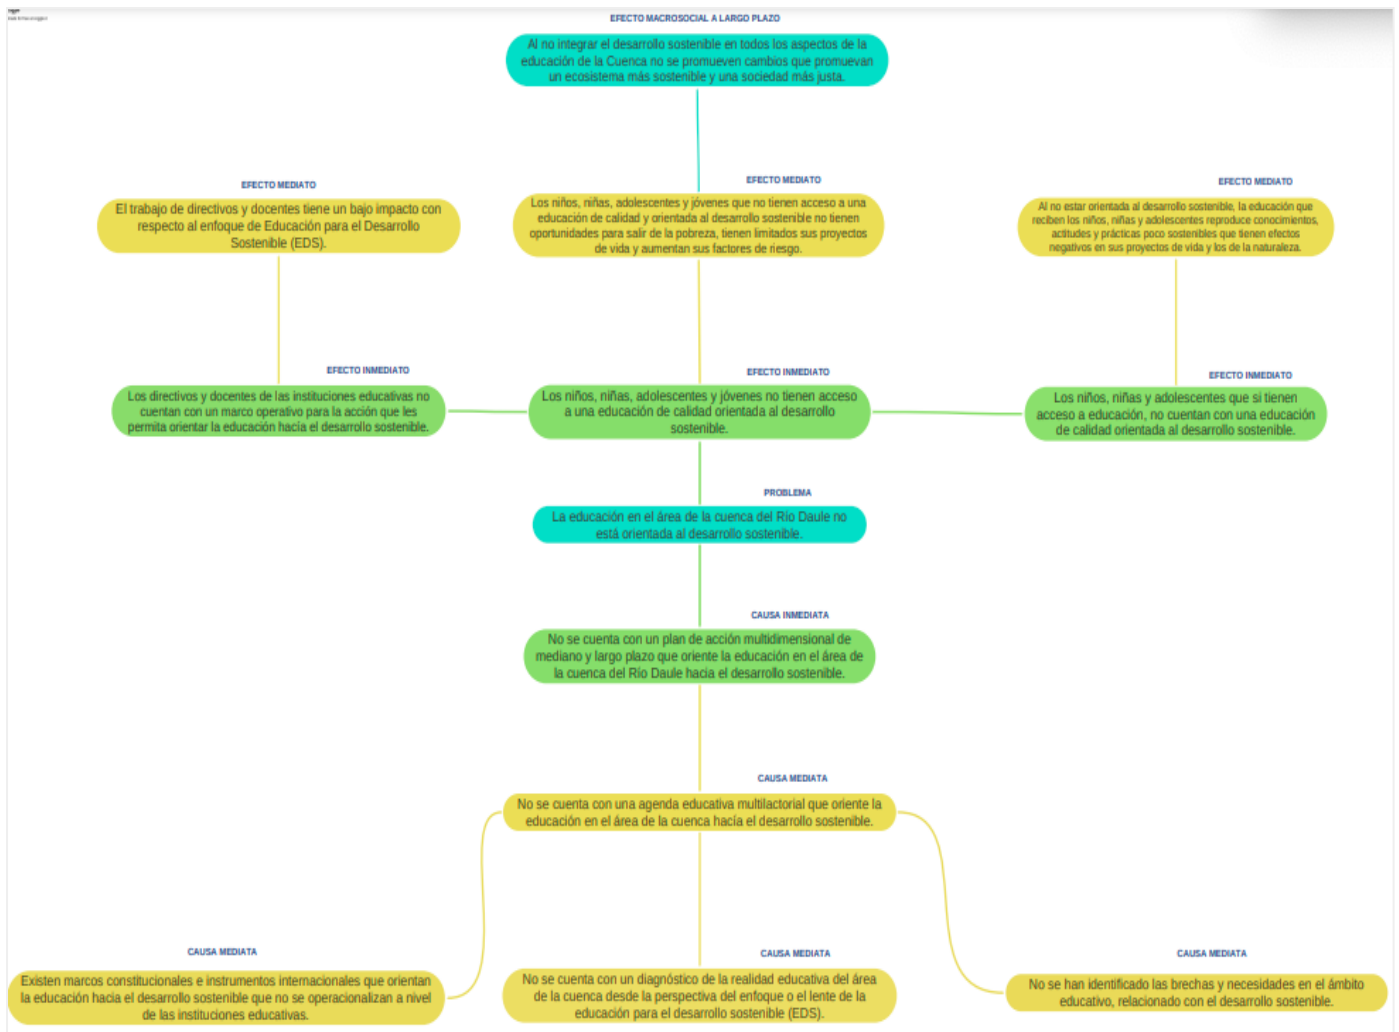 EFECTO MACROSOCIAL A LARGO PLAZO
Al no integrar el desarrollo sostenible en todos los aspectos de la
educación de la Cuenca no se promueven cambios que promuevan
un ecosistema más sostenible y una sociedad más justa.
EFECTO MEDIATO
El trabajo de directivos y docentes tiene un bajo impacto con
respecto al enfoque de Educación para el Desarrollo
Sostenible (EDS).
EFECTO MEDIATO
Los niños, niñas, adolescentes y jóvenes que no tienen acceso a una
educación de calidad y orientada al desarrollo sostenible no tienen
oportunidades para salir de la pobreza, tienen limitados sus proyectos
de vida y aumentan sus factores de riesgo.
EFECTO MEDIATO
Al no estar orientada al desarrollo sostenible, la educación que
reciben los niños, niñas y adolescentes reproduce conocimientos,
actitudes y prácticas poco sostenibles que tienen efectos
negativos en sus proyectos de vida y los de la naturaleza.
EFECTO INMEDIATO
Los directivos y docentes de las instituciones educativas no
cuentan con un marco operativo para la acción que les
permita orientar la educación hacía el desarrollo sostenible.
EFECTO INMEDIATO
Los niños, niñas, adolescentes y jóvenes no tienen acceso
a una educación de calidad orientada al desarrollo
sostenible.
EFECTO INMEDIATO
Los niños, niñas y adolescentes que si tienen
acceso a educación, no cuentan con una educación
de calidad orientada al desarrollo sostenible.
PROBLEMA
La educación en el área de la cuenca del Río Daule no
está orientada al desarrollo sostenible.
CAUSA INMEDIATA
No se cuenta con un plan de acción multidimensional de
mediano y largo plazo que oriente la educación en el área de
la cuenca del Río Daule hacia el desarrollo sostenible.
CAUSA MEDIATA
No se cuenta con una agenda educativa multilactorial que oriente la
educación en el área de la cuenca hacía el desarrollo sostenible.
CAUSA MEDIATA
Existen marcos constitucionales e instrumentos internacionales que orientan
la educación hacia el desarrollo sostenible que no se operacionalizan a nivel
de las instituciones educativas.
CAUSA MEDIATA
No se cuenta con un diagnóstico de la realidad educativa del área
de la cuenca desde la perspectiva del enfoque o el lente de la
educación para el desarrollo sostenible (EDS).
CAUSA MEDIATA
No se han identificado las brechas y necesidades en el ámbito
educativo, relacionado con el desarrollo sostenible.